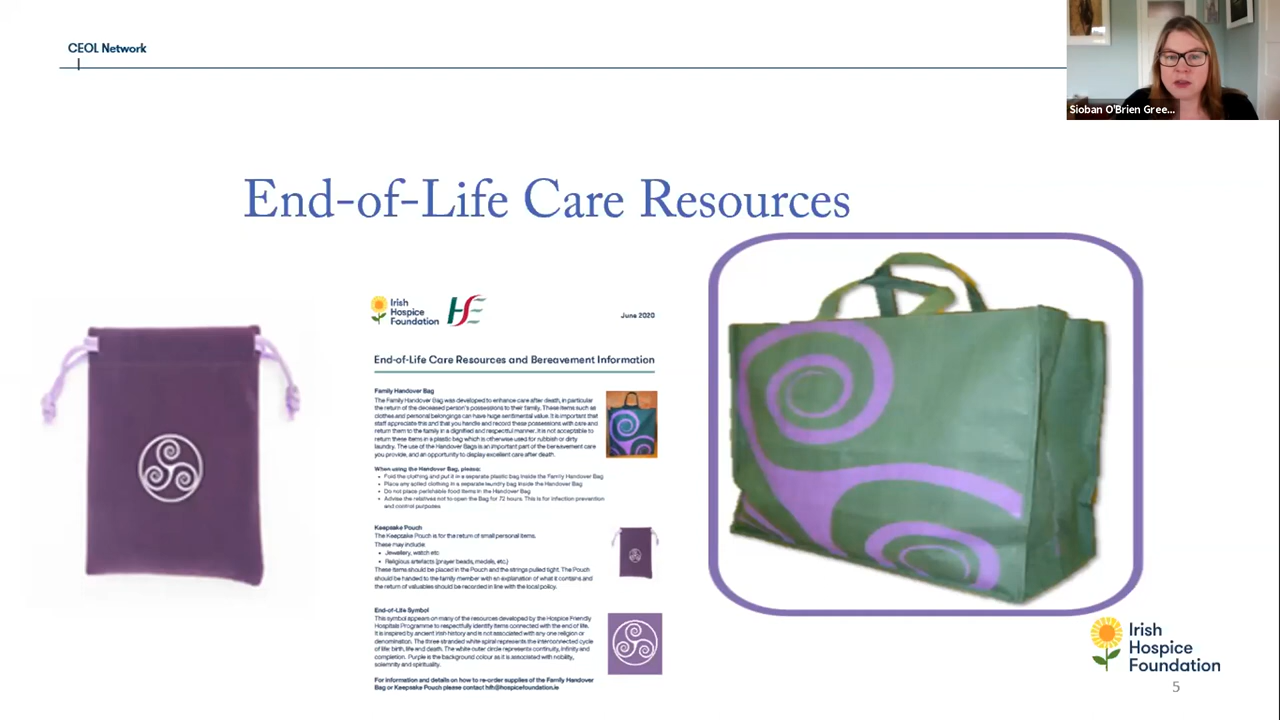 CEOL Network
Sioban O'Brien Gree...
End-of-Life Care Resources
Irish
Hospice
Foundation
HSE
June 2020
End-of-Life Care Resources and Bereavement Information
Family Handover Bag
The Family Handover Bag was developed to enhance care after death, in particular
the return of the deceased person's possessions to their family. These items such as
clothes and personal belongings can have huge sentimental value. It is important that
staff appreciate this and that you handle and record these possessions with care and
return them to the family in a dignified and respectful manner. It is not acceptable to
return these items in a plastic bag which is otherwise used for rubbish or dirty
laundry. The use of the Handover Bags is an important part of the bereavement care
you provide, and an opportunity to display excellent care after death.
When using the Handover Bag, please:
• Fold the clothing and put it in a separate plastic bag inside the Family Handover Bag
• Place any soiled clothing in a separate laundry bag inside the Handover Bag
• Do not place perishable food items in the Handover Bag
• Advise the relatives not to open the Bag for 72 hours. This is for infection prevention
and control purposes
Keepsake Pouch
The Keepsake Pouch is for the return of small personal items.
These may include:
• Jewellery, watch etc
• Religious artefacts (prayer beads, medals, etc.)
These items should be placed in the Pouch and the strings pulled tight. The Pouch
should be handed to the family member with an explanation of what it contains and
the return of valuables should be recorded in line with the local policy.
End-of-Life Symbol
This symbol appears on many of the resources developed by the Hospice Friendly
Hospitals Programme to respectfully identify items connected with the end of life.
It is inspired by ancient Irish history and is not associated with any one religion or
denomination. The three stranded white spiral represents the interconnected cycle
of life: birth, life and death. The white outer circle represents continuity, infinity and
completion. Purple is the background colour as it is associated with nobility,
solemnity and spirituality.
For information and details on how to re-order supplies of the Family Handover
Bag or Keepsake Pouch please contact hfh@hospicefoundation.ie
Irish
Hospice
Foundation
5